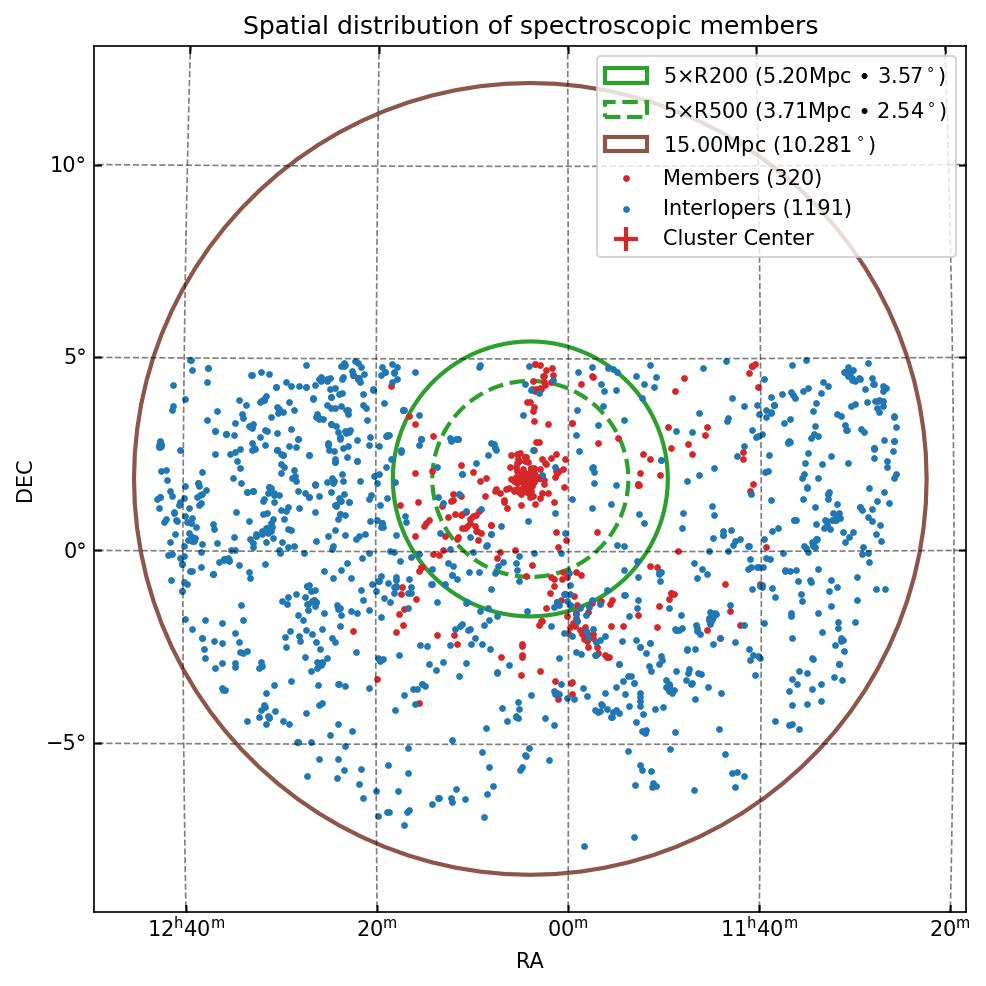 Spatial distribution of spectroscopic members
5×R200 (5.20Mpc • 3.57°)
5×R500 (3.71Mpc • 2.54°)
15.00Mpc (10.281°)
Members (320)
Interlopers (1191)
Cluster Center
10°
5°
0°
−5°
DEC
12ʰ40ᵐ
20ᵐ
00ᵐ
11ʰ40ᵐ
20ᵐ
RA